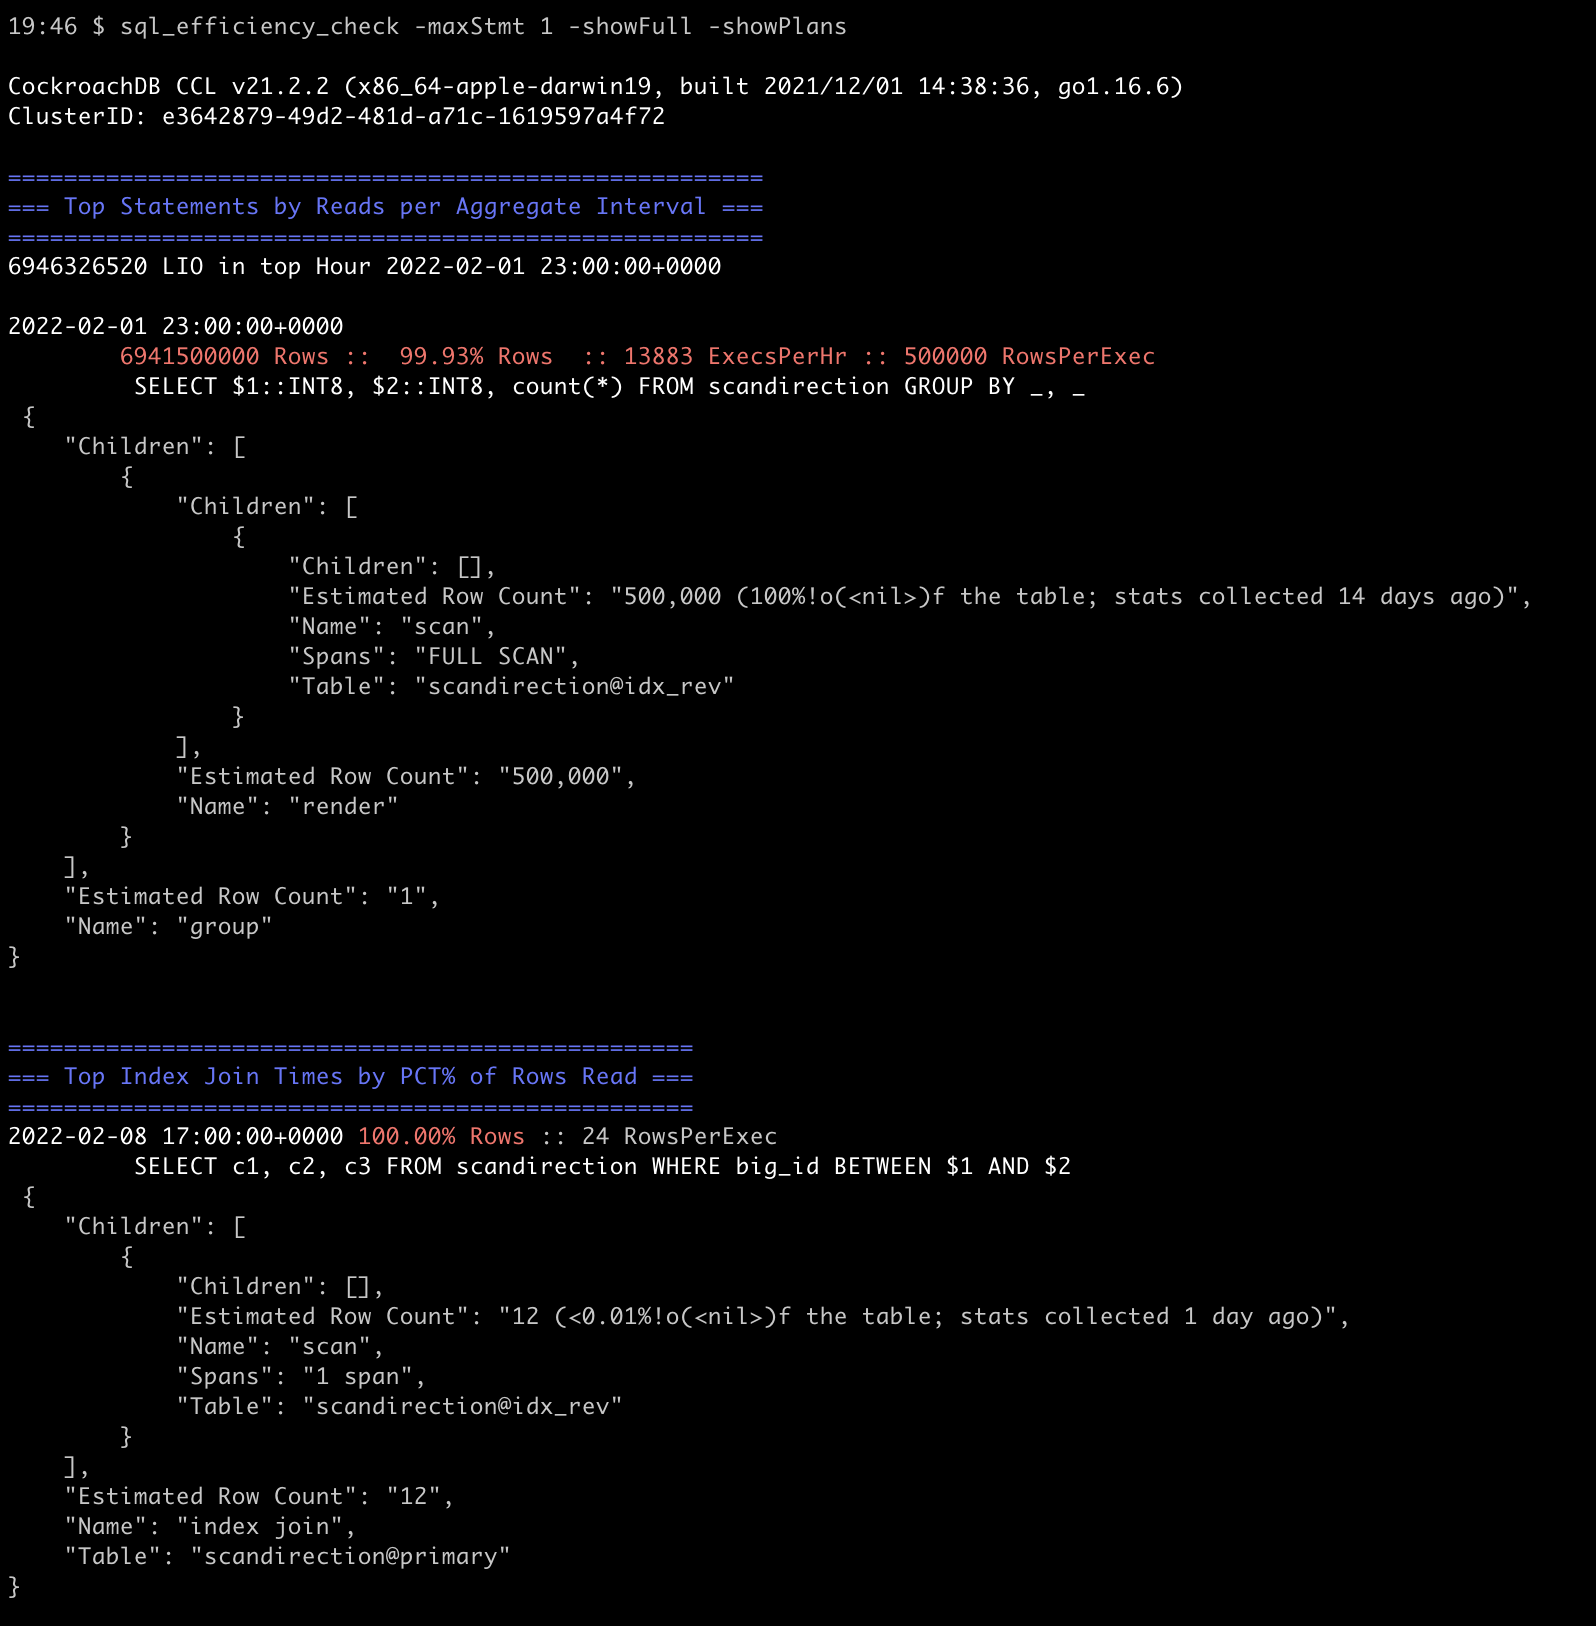 19:46 $ sql_efficiency_check -maxStmt 1 -showFull -showPlans

CockroachDB CCL v21.2.2 (x86_64-apple-darwin19, built 2021/12/01 14:38:36, go1.16.6)
ClusterID: e3642879-49d2-481d-a71c-1619597a4f72

======================================================
=== Top Statements by Reads per Aggregate Interval ===
======================================================
6946326520 LIO in top Hour 2022-02-01 23:00:00+0000

2022-02-01 23:00:00+0000
        6941500000 Rows ::  99.93% Rows  :: 13883 ExecsPerHr :: 500000 RowsPerExec
         SELECT $1::INT8, $2::INT8, count(*) FROM scandirection GROUP BY _, _
 {
    "Children": [
        {
            "Children": [
                {
                    "Children": [],
                    "Estimated Row Count": "500,000 (100%!o(<nil>)f the table; stats collected 14 days ago)",
                    "Name": "scan",
                    "Spans": "FULL SCAN",
                    "Table": "scandirection@idx_rev"
                }
            ],
            "Estimated Row Count": "500,000",
            "Name": "render"
        }
    ],
    "Estimated Row Count": "1",
    "Name": "group"
}


=================================================
=== Top Index Join Times by PCT% of Rows Read ===
=================================================
2022-02-08 17:00:00+0000 100.00% Rows :: 24 RowsPerExec
         SELECT c1, c2, c3 FROM scandirection WHERE big_id BETWEEN $1 AND $2
 {
    "Children": [
        {
            "Children": [],
            "Estimated Row Count": "12 (<0.01%!o(<nil>)f the table; stats collected 1 day ago)",
            "Name": "scan",
            "Spans": "1 span",
            "Table": "scandirection@idx_rev"
        }
    ],
    "Estimated Row Count": "12",
    "Name": "index join",
    "Table": "scandirection@primary"
}